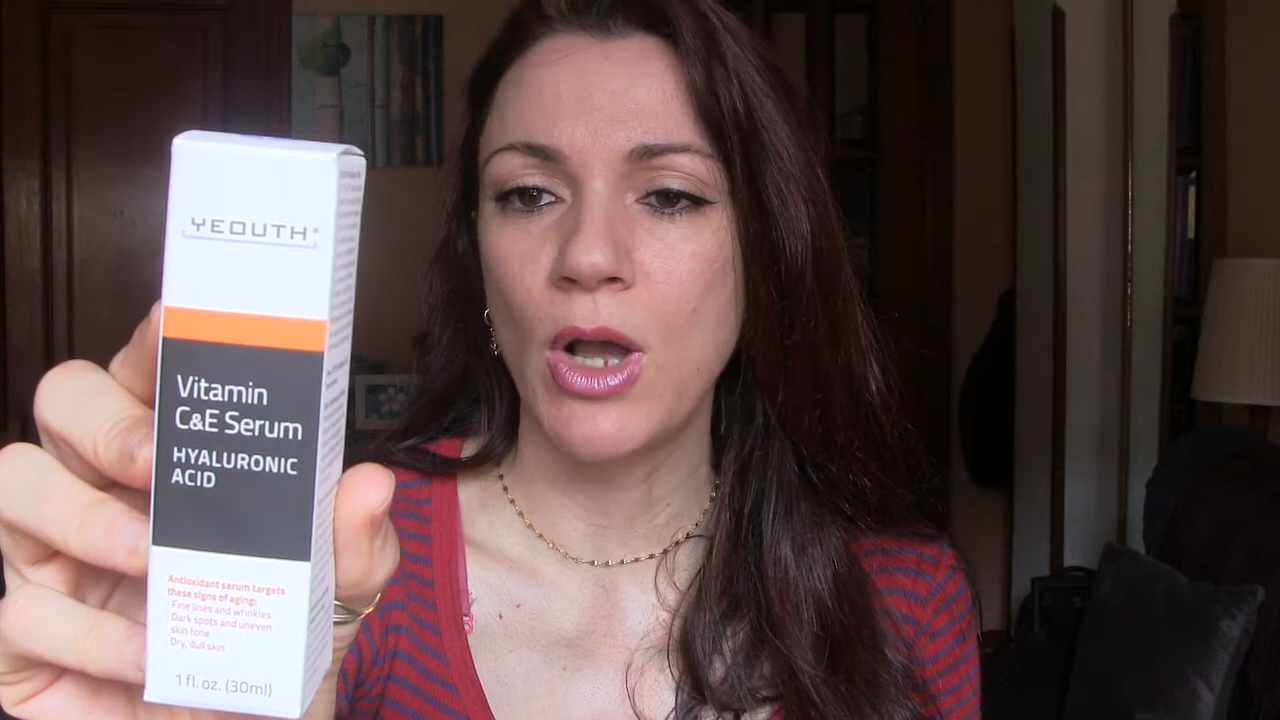 YEOUTH®
Vitamin
C&E Serum
HYALURONIC
ACID
Antioxidant serum targets
these signs of aging:
Fine lines and wrinkles
Dark spots and uneven
skin tone
Dry, dull skin
1 fl. oz. (30ml)